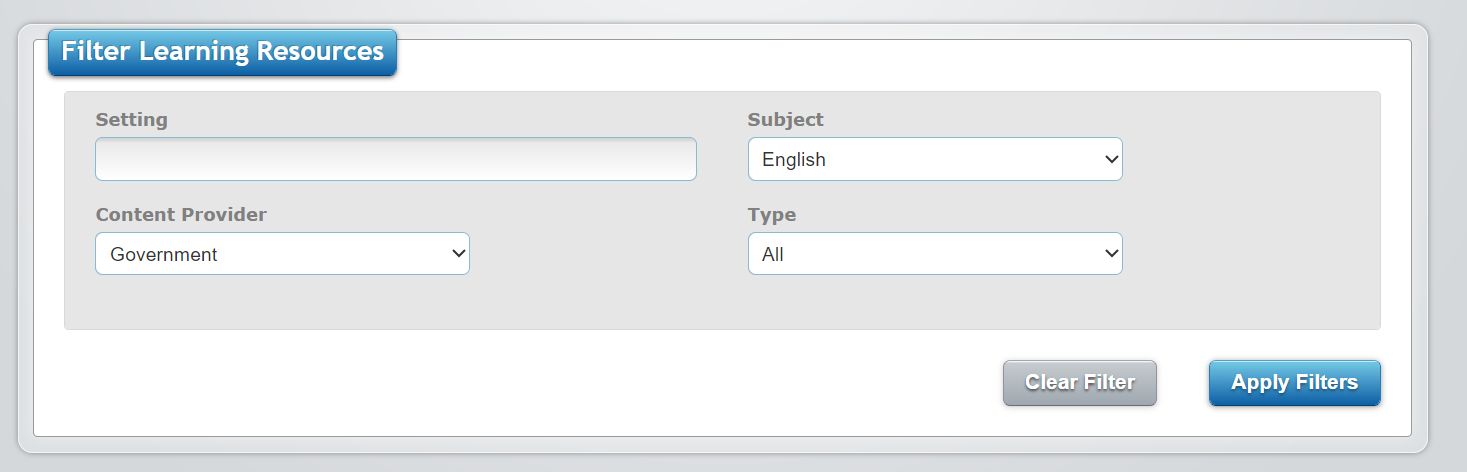 Filter Learning Resources
Setting
Subject
English
Content Provider
Type
Government
All
Clear Filter
Apply Filters